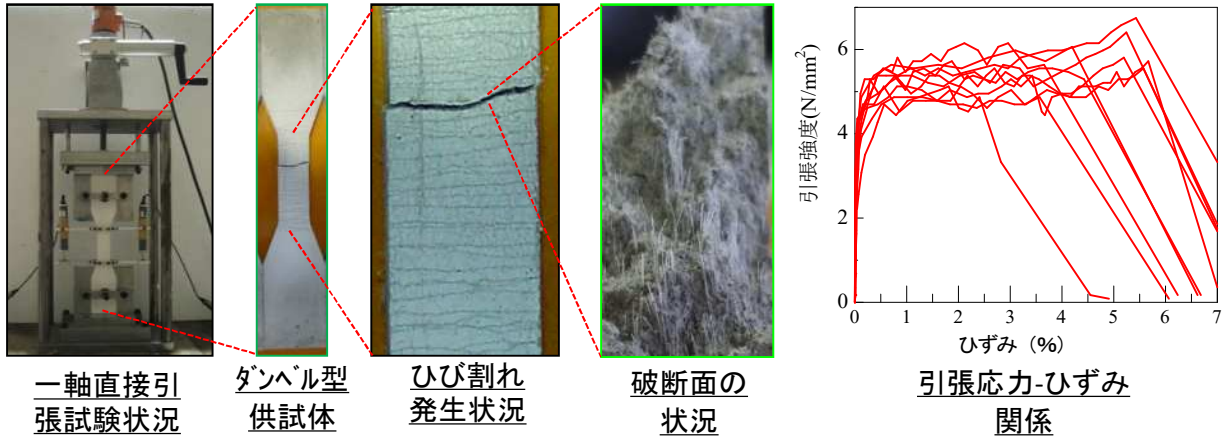 一軸直接引
張試験状況
ﾀﾞﾝﾍﾞﾙ型
供試体
ひび割れ
発生状況
破断面の
状況
引張強度(N/mm²)
6
4
2
0
0 1 2 3 4 5 6 7
ひずみ（%）
引張応力-ひずみ
関係